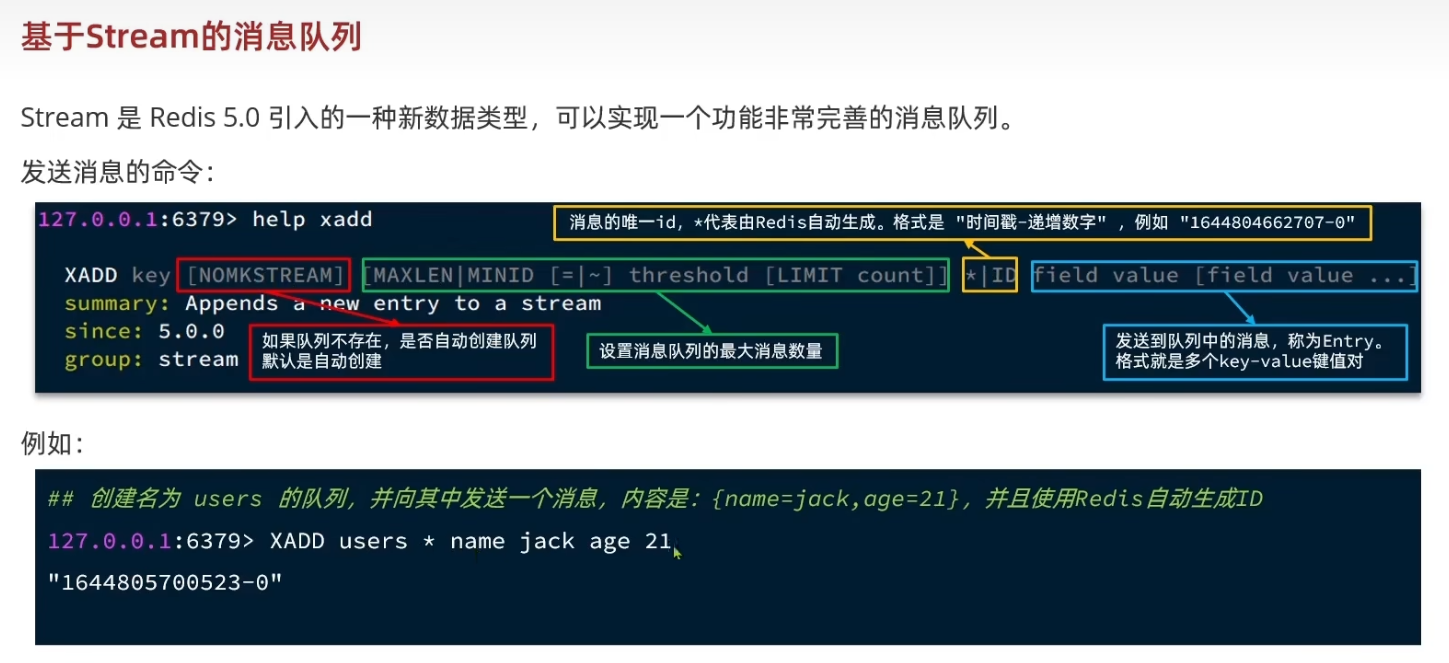 基于Stream的消息队列
Stream 是 Redis 5.0 引入的一种新数据类型，可以实现一个功能非常完善的消息队列。
发送消息的命令：
127.0.0.1:6379> help xadd
消息的唯一id，*代表由Redis自动生成。格式是 "时间戳-递增数字" ，例如 "1644804662707-0"
XADD key [NOMKSTREAM] [MAXLEN|MINID [=|~] threshold [LIMIT count]] *|ID field value [field value ...]
summary: Appends a new entry to a stream
since: 5.0.0
group: stream
如果队列不存在，是否自动创建队列
默认是自动创建
设置消息队列的最大消息数量
发送到队列中的消息，称为Entry。
格式就是多个key-value键值对
例如：
## 创建名为 users 的队列，并向其中发送一个消息，内容是：{name=jack,age=21}，并且使用Redis自动生成ID
127.0.0.1:6379> XADD users * name jack age 21
"1644805700523-0"